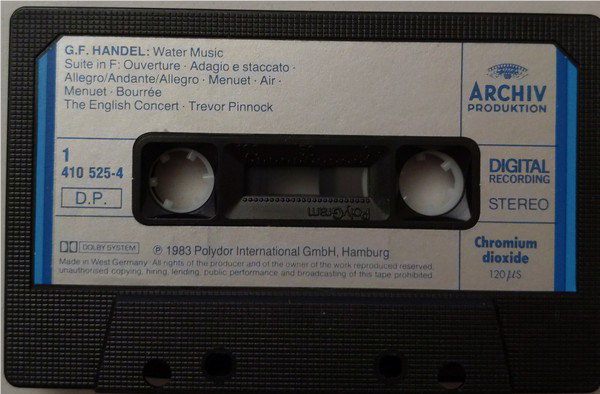 G.F. HANDEL: Water Music
Suite in F: Ouverture · Adagio e staccato ·
Allegro/Andante/Allegro · Menuet · Air ·
Menuet · Bourrée
The English Concert · Trevor Pinnock
ARCHIV
PRODUKTION
1
410 525-4
D.P.
DIGITAL
RECORDING
STEREO
PolyGram
DOLBY SYSTEM
℗ 1983 Polydor International GmbH, Hamburg
Made in West Germany · All rights of the producer and of the owner of the work reproduced reserved.
unauthorised copying, hiring, lending, public performance and broadcasting of this tape prohibited.
Chromium
dioxide
120 µs